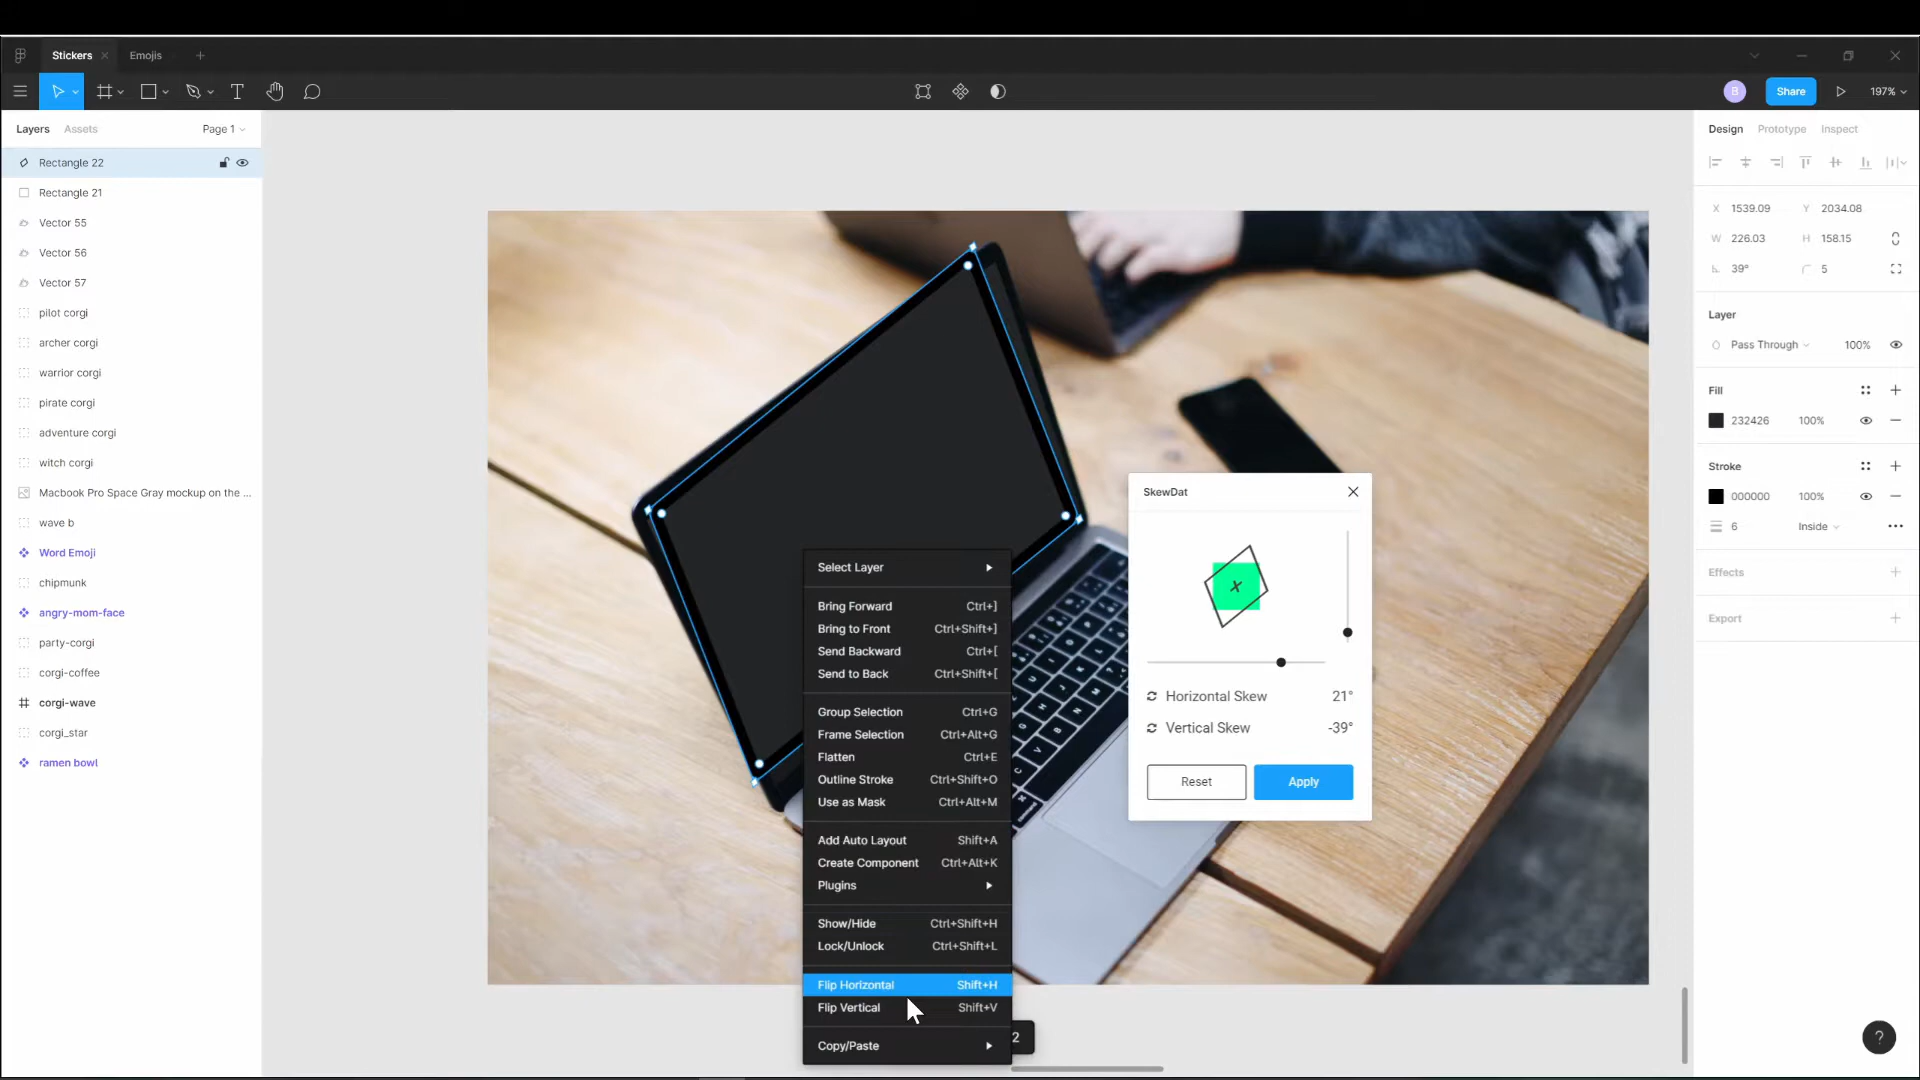 Stickers
Emojis
B
Share
197%
Layers
Assets
Page 1
Rectangle 22
Rectangle 21
Vector 55
Vector 56
Vector 57
pilot corgi
archer corgi
warrior corgi
pirate corgi
adventure corgi
witch corgi
Macbook Pro Space Gray mockup on the ...
wave b
Word Emoji
chipmunk
angry-mom-face
party-corgi
corgi-coffee
corgi-wave
corgi_star
ramen bowl
Select Layer
Bring Forward Ctrl+]
Bring to Front Ctrl+Shift+]
Send Backward Ctrl+[
Send to Back Ctrl+Shift+[
Group Selection Ctrl+G
Frame Selection Ctrl+Alt+G
Flatten Ctrl+E
Outline Stroke Ctrl+Shift+O
Use as Mask Ctrl+Alt+M
Add Auto Layout Shift+A
Create Component Ctrl+Alt+K
Plugins
Show/Hide Ctrl+Shift+H
Lock/Unlock Ctrl+Shift+L
Flip Horizontal Shift+H
Flip Vertical Shift+V
Copy/Paste
2
SkewDat
Horizontal Skew 21°
Vertical Skew -39°
Reset
Apply
Design
Prototype
Inspect
X 1539.09 Y 2034.08
W 226.03 H 158.15
39° 5
Layer
Pass Through 100%
Fill
232426 100%
Stroke
000000 100%
6 Inside
Effects
Export
?